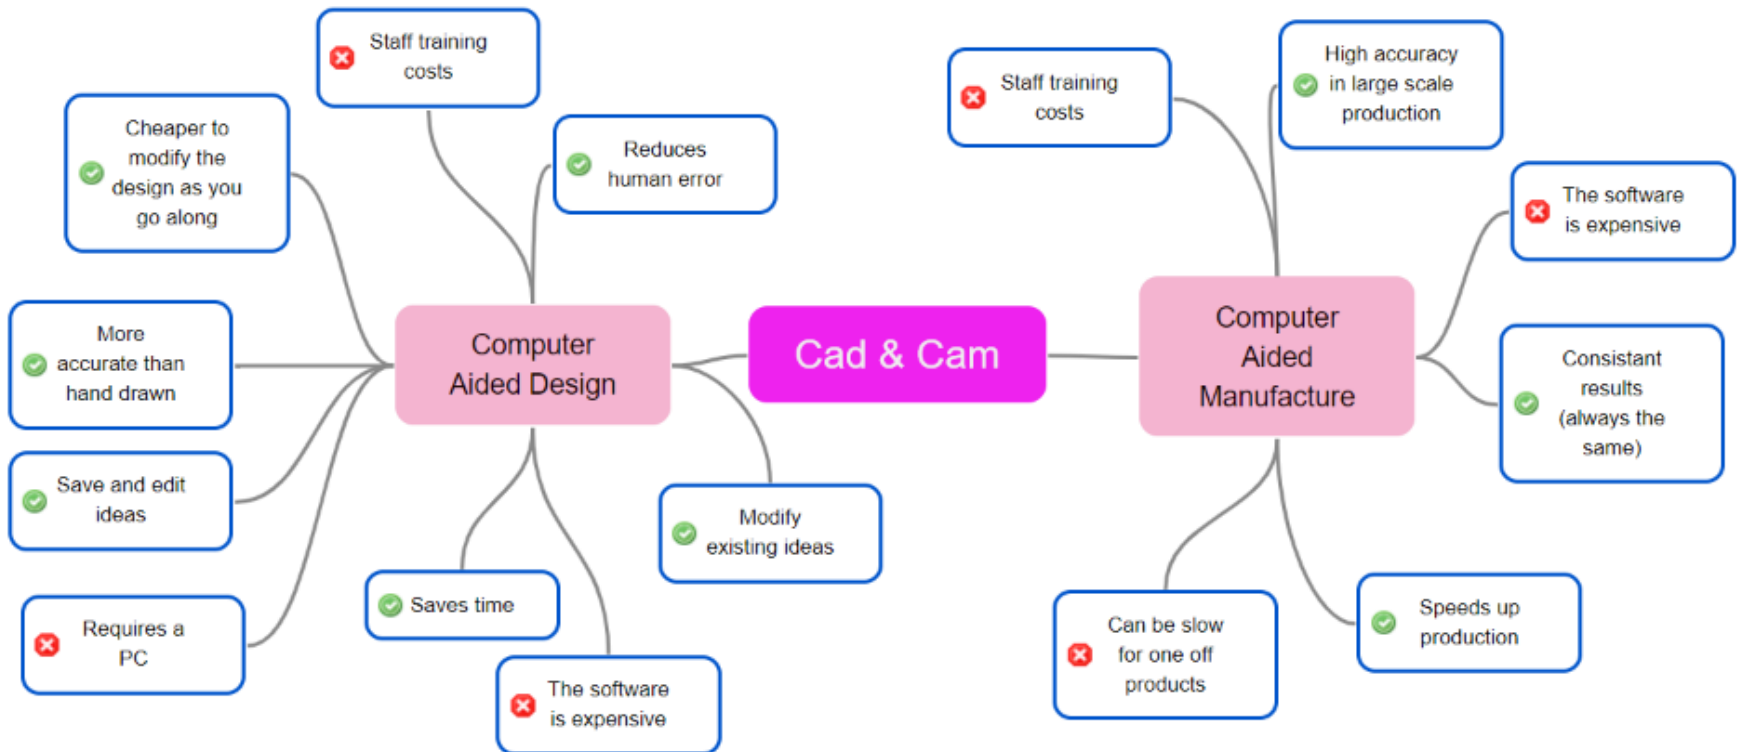 Staff training
costs
Cheaper to
modify the
design as you
go along
Reduces
human error
More
accurate than
hand drawn
Computer
Aided Design
Save and edit
ideas
Modify
existing ideas
Requires a
PC
Saves time
The software
is expensive
Cad & Cam
Staff training
costs
High accuracy
in large scale
production
The software
is expensive
Computer
Aided
Manufacture
Consistant
results
(always the
same)
Can be slow
for one off
products
Speeds up
production